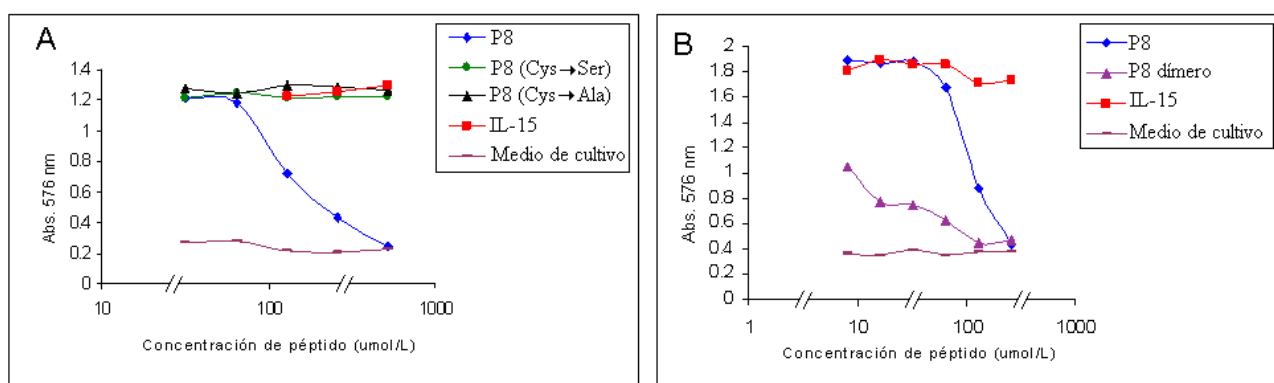 A
P8
P8 (Cys→Ser)
P8 (Cys→Ala)
IL-15
Medio de cultivo
1.4
1.2
1
0.8
0.6
0.4
0.2
0
Abs. 576 nm
10
100
1000
Concentración de péptido (umol/L)
B
P8
P8 dímero
IL-15
Medio de cultivo
2
1.8
1.6
1.4
1.2
1
0.8
0.6
0.4
0.2
0
Abs. 576 nm
1
10
100
1000
Concentración de péptido (umol/L)